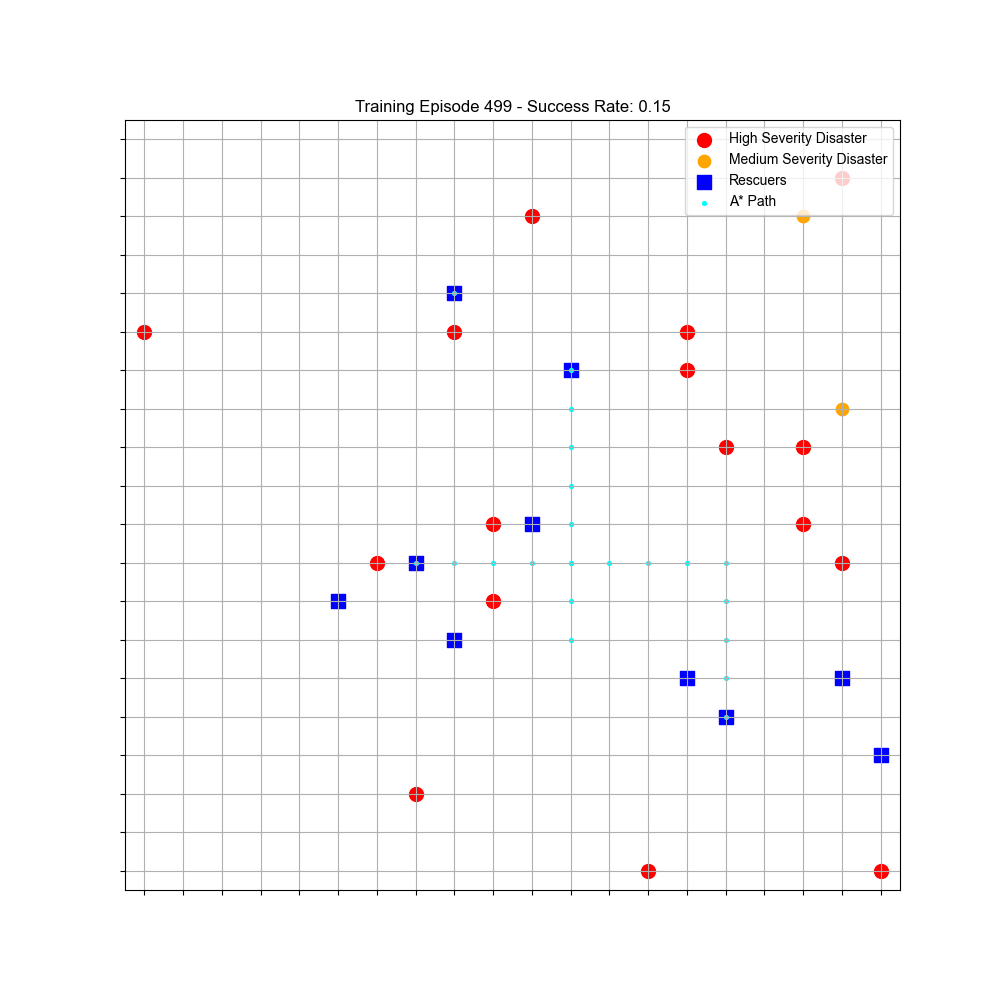 Training Episode 499 - Success Rate: 0.15
High Severity Disaster
Medium Severity Disaster
Rescuers
A* Path